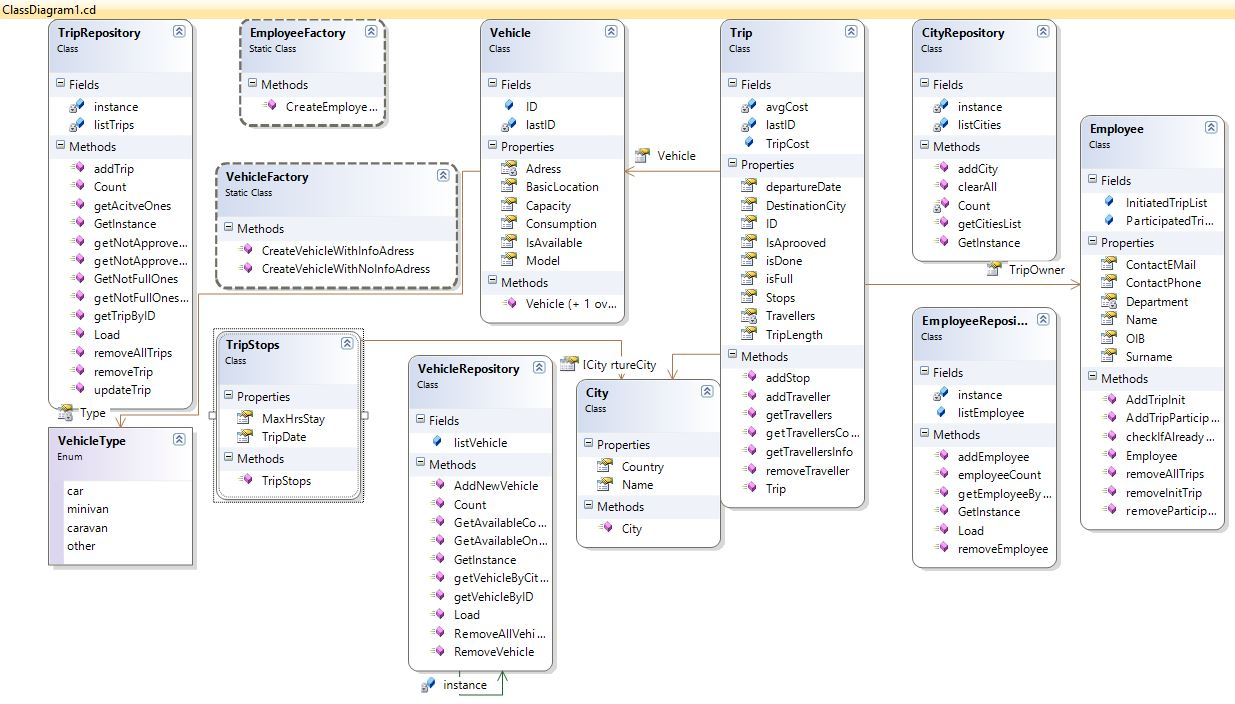 ClassDiagram1.cd
TripRepository
Class
Fields
instance
listTrips
Methods
addTrip
Count
getAcitveOnes
GetInstance
getNotApprove...
getNotApprove...
GetNotFullOnes
getNotFullOnes...
getTripByID
Load
removeAllTrips
removeTrip
updateTrip
Type
VehicleType
Enum
car
minivan
caravan
other
EmployeeFactory
Static Class
Methods
CreateEmploye...
VehicleFactory
Static Class
Methods
CreateVehicleWithInfoAdress
CreateVehicleWithNoInfoAdress
TripStops
Class
Properties
MaxHrsStay
TripDate
Methods
TripStops
VehicleRepository
Class
Fields
listVehicle
Methods
AddNewVehicle
Count
GetAvailableCo...
GetAvailableOn...
GetInstance
getVehicleByCit...
getVehicleByID
Load
RemoveAllVehi...
RemoveVehicle
instance
Vehicle
Class
Fields
ID
lastID
Properties
Adress
BasicLocation
Capacity
Consumption
IsAvailable
Model
Methods
Vehicle (+ 1 ov...
Vehicle
ICity rtureCity
City
Class
Properties
Country
Name
Methods
City
Trip
Class
Fields
avgCost
lastID
TripCost
Properties
departureDate
DestinationCity
ID
IsAprooved
isDone
isFull
Stops
Travellers
TripLength
Methods
addStop
addTraveller
getTravellers
getTravellersCo...
getTravellersInfo
removeTraveller
Trip
CityRepository
Class
Fields
instance
listCities
Methods
addCity
clearAll
Count
getCitiesList
GetInstance
TripOwner
EmployeeReposi...
Class
Fields
instance
listEmployee
Methods
addEmployee
employeeCount
getEmployeeBy...
GetInstance
Load
removeEmployee
Employee
Class
Fields
InitiatedTripList
ParticipatedTri...
Properties
ContactEMail
ContactPhone
Department
Name
OIB
Surname
Methods
AddTripInit
AddTripParticip...
checkIfAlready...
Employee
removeAllTrips
removeInitTrip
removeParticip...